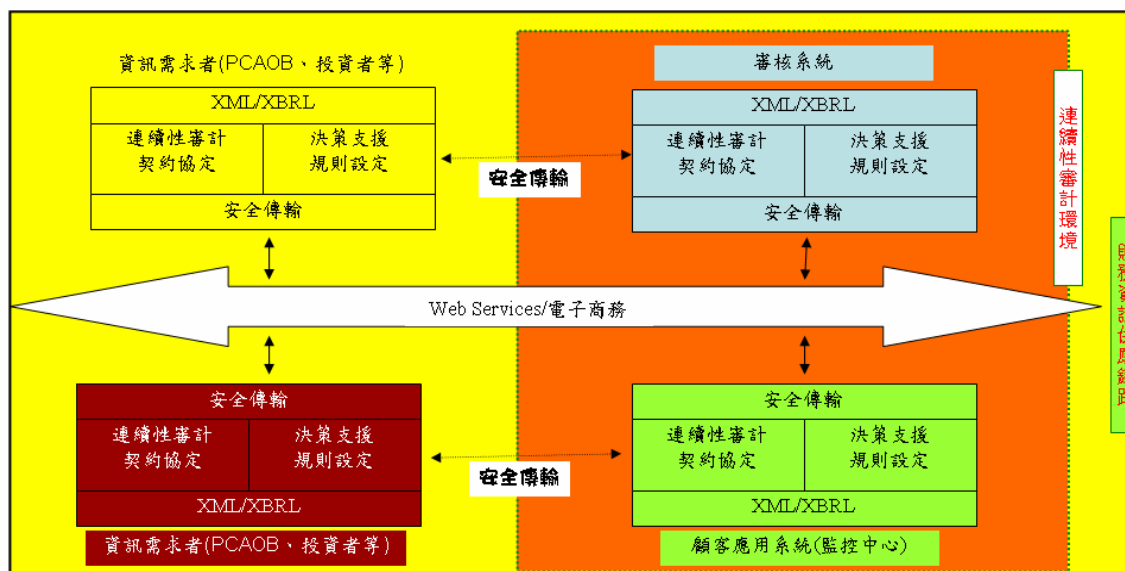 資訊需求者(PCAOB、投資者等)
XML/XBRL
連續性審計
契約協定
決策支援
規則設定
安全傳輸
安全傳輸
審核系統
XML/XBRL
連續性審計
契約協定
決策支援
規則設定
安全傳輸
連續性審計環境
Web Services/電子商務
安全傳輸
連續性審計
契約協定
決策支援
規則設定
XML/XBRL
資訊需求者(PCAOB、投資者等)
安全傳輸
安全傳輸
連續性審計
契約協定
決策支援
規則設定
XML/XBRL
顧客應用系統(監控中心)
財務資訊供應鏈